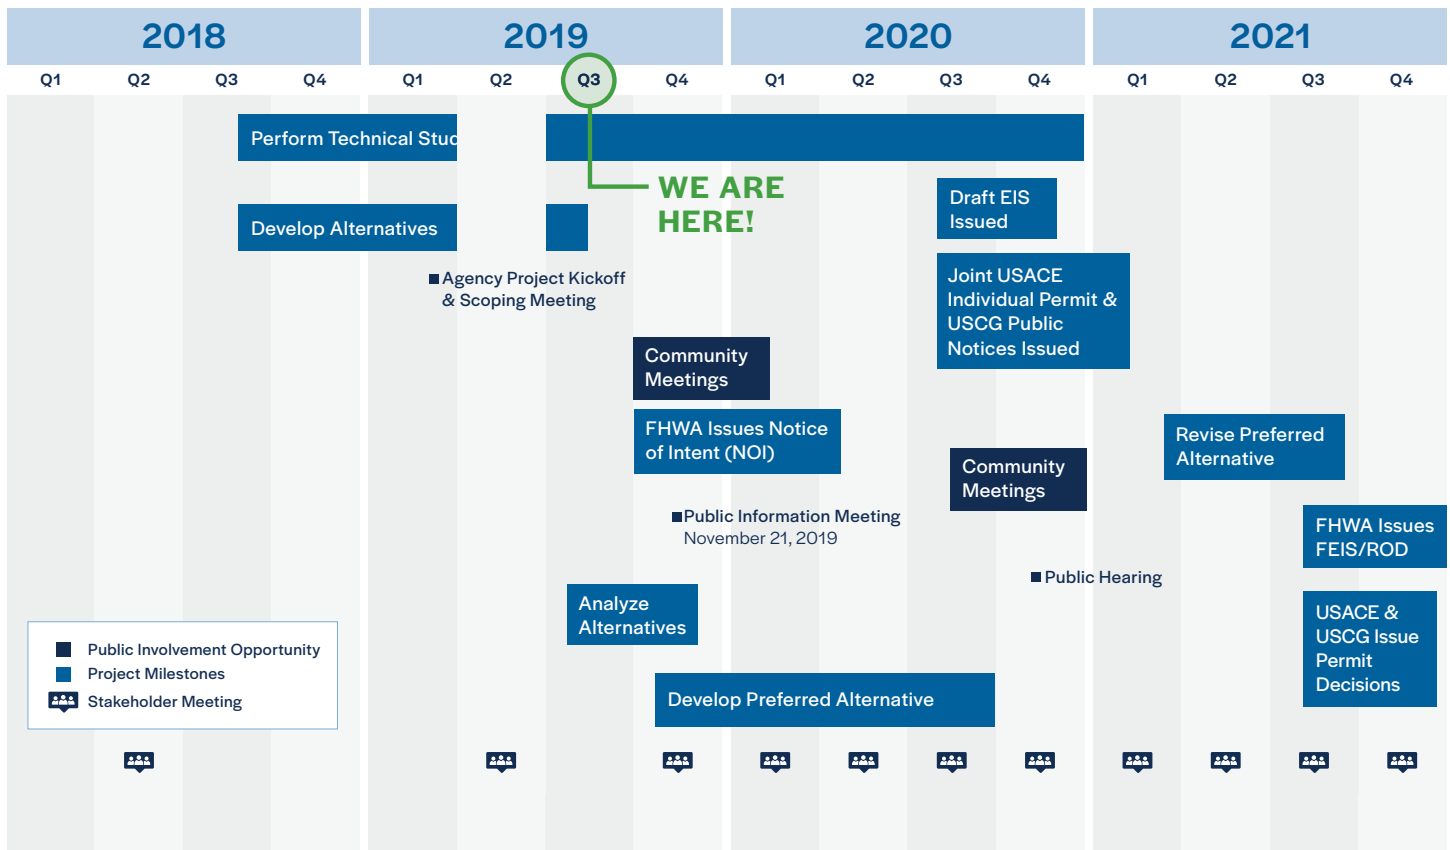 2018 2019 2020 2021
Q1 Q2 Q3 Q4 Q1 Q2 Q3 Q4 Q1 Q2 Q3 Q4 Q1 Q2 Q3 Q4
Perform Technical Stud
WE ARE
HERE!
Develop Alternatives
Draft EIS
Issued
Agency Project Kickoff
& Scoping Meeting
Joint USACE
Individual Permit &
USCG Public
Notices Issued
Community
Meetings
FHWA Issues Notice
of Intent (NOI)
Revise Preferred
Alternative
Community
Meetings
Public Information Meeting
November 21, 2019
FHWA Issues
FEIS/ROD
Public Hearing
Analyze
Alternatives
USACE &
USCG Issue
Permit
Decisions
Develop Preferred Alternative
Public Involvement Opportunity
Project Milestones
Stakeholder Meeting